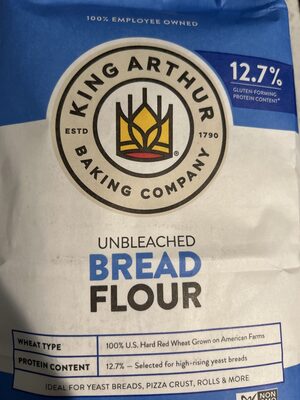 100% EMPLOYEE OWNED
12.7%
GLUTEN-FORMING
PROTEIN CONTENT*
KING ARTHUR
ESTD 1790
BAKING COMPANY
®
UNBLEACHED
BREAD
FLOUR
WHEAT TYPE 100% U.S. Hard Red Wheat Grown on American Farms
PROTEIN CONTENT 12.7% — Selected for high-rising yeast breads
IDEAL FOR YEAST BREADS, PIZZA CRUST, ROLLS & MORE
NON